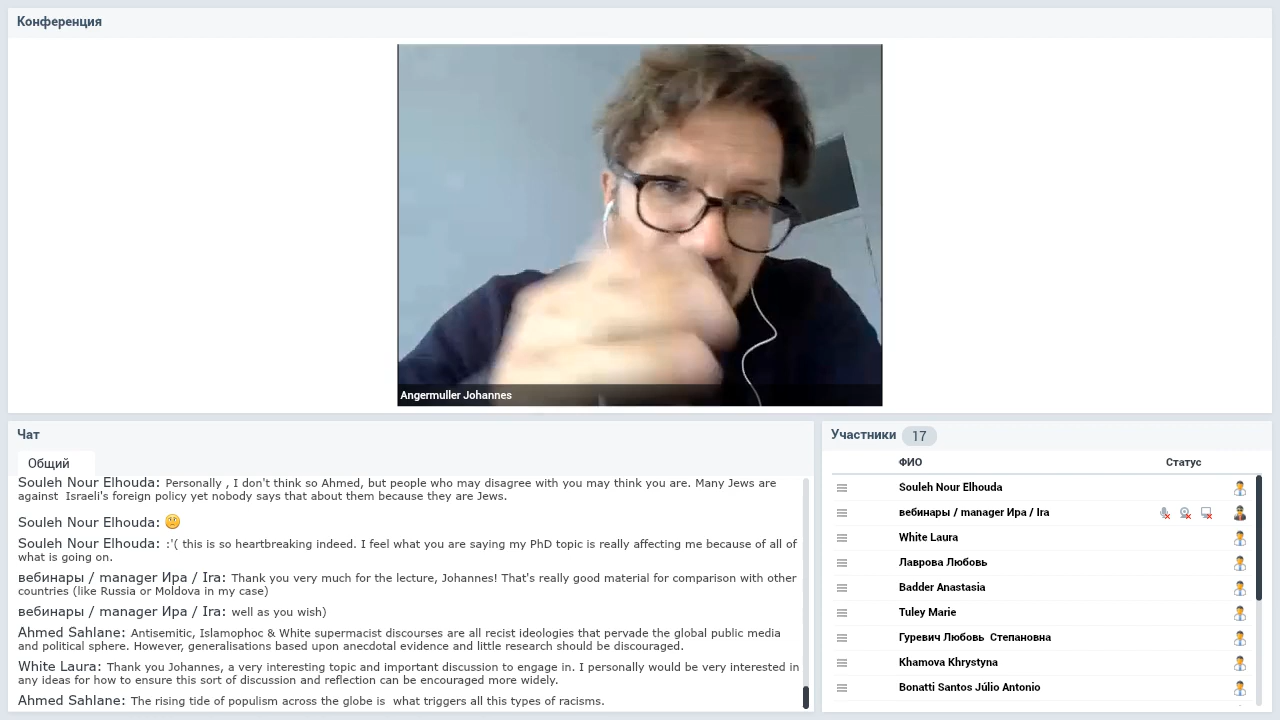 Конференция
Angermuller Johannes
Чат
Общий
Souleh Nour Elhouda: Personally , I don't think so Ahmed, but people who may disagree with you may think you are. Many Jews are
against  Israeli's foreign policy yet nobody says that about them because they are Jews.
Souleh Nour Elhouda:
Souleh Nour Elhouda: :'( this is so heartbreaking indeed. I feel what you are saying my PhD topic is really affecting me because of all of
what is going on.
вебинары / manager Ира / Ira: Thank you very much for the lecture, Johannes! That's really good material for comparison with other
countries (like Russia or Moldova in my case)
вебинары / manager Ира / Ira: well as you wish)
Ahmed Sahlane: Antisemitic, Islamophoc & White supermacist discourses are all recist ideologies that pervade the global public media
and political sphere. However, generalisations based upon anecdotal evidence and little research should be discouraged.
White Laura: Thank you Johannes, a very interesting topic and important discussion to engage in. I personally would be very interested in
any ideas for how to ensure this sort of discussion and reflection can be encouraged more widely.
Ahmed Sahlane: The rising tide of populism across the globe is  what triggers all this types of racisms.
Участники 17
ФИО Статус
Souleh Nour Elhouda
вебинары / manager Ира / Ira
White Laura
Лаврова Любовь
Badder Anastasia
Tuley Marie
Гуревич Любовь  Степановна
Khamova Khrystyna
Bonatti Santos Júlio Antonio